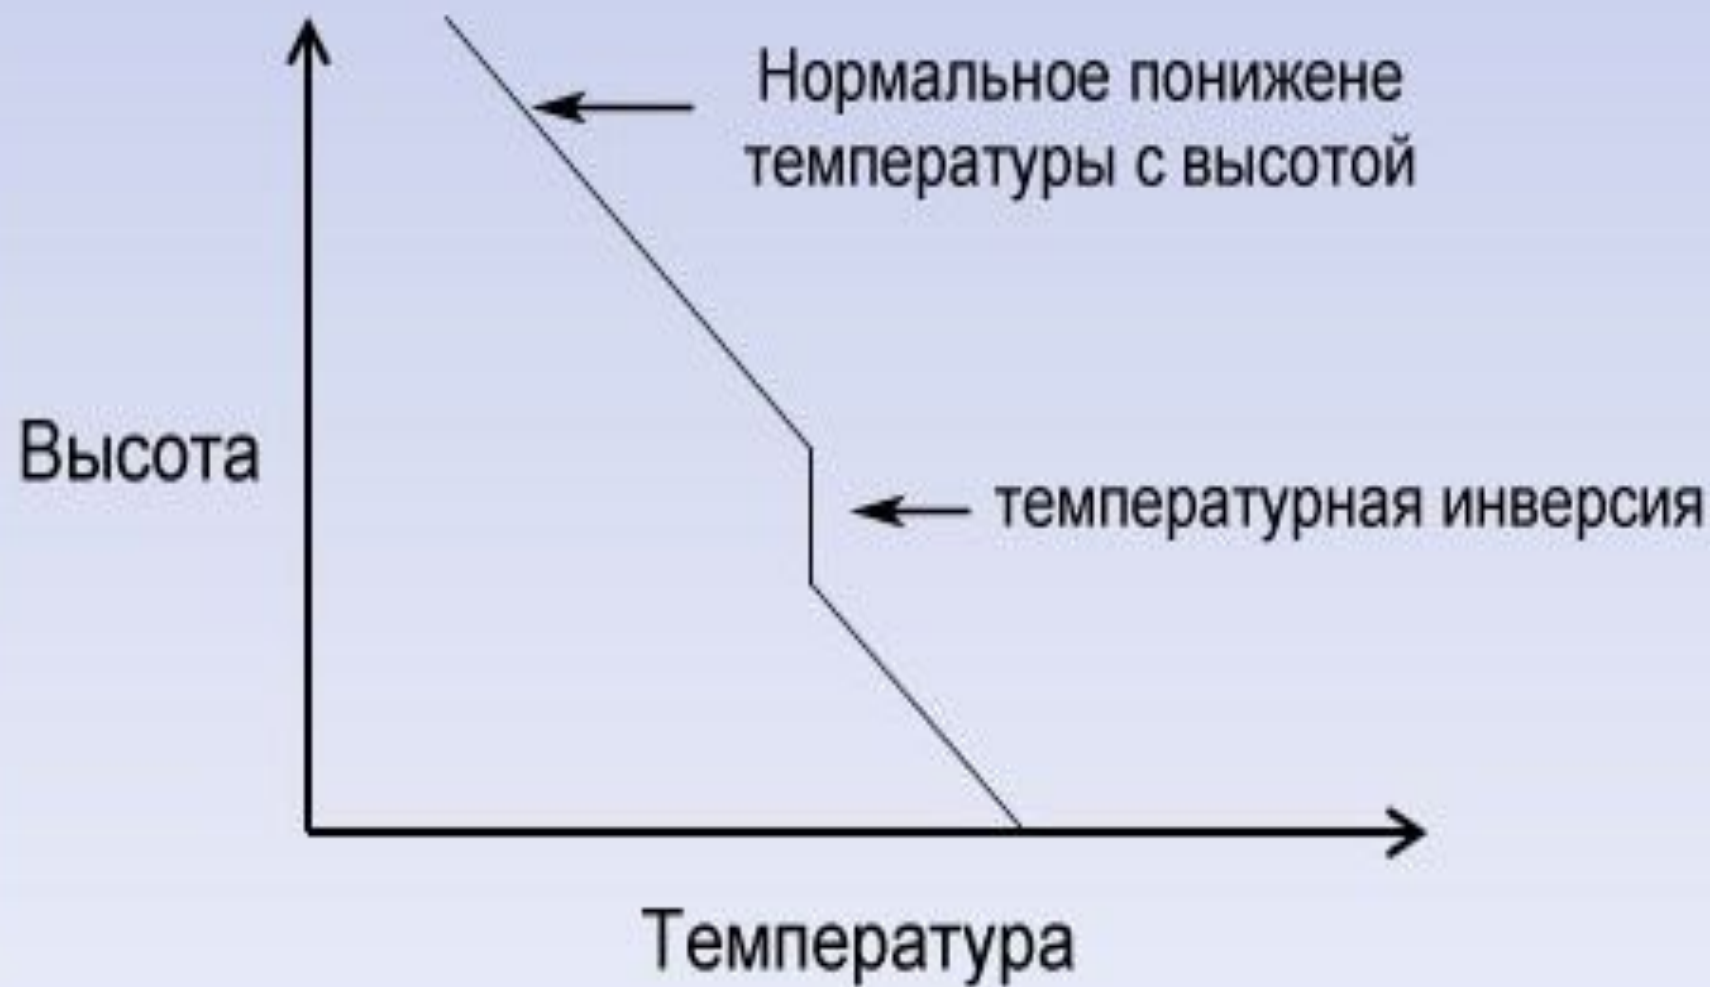 Нормальное понижене
температуры с высотой
Высота
температурная инверсия
Температура